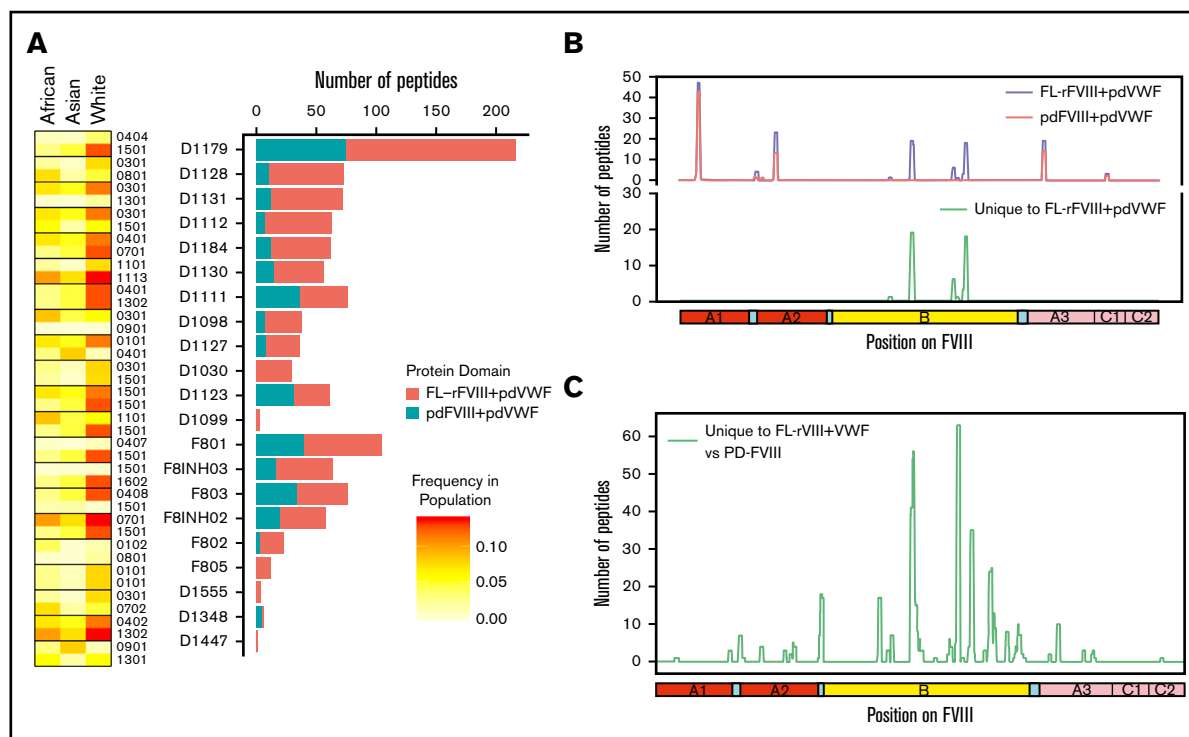 A
Number of peptides
African
Asian
White
0 50 100 150 200
0404
1501
0301
0801
0301
1301
0301
1501
0401
0701
1101
1113
0401
1302
0301
0901
0101
0401
0301
1501
1501
1501
1101
1501
0407
1501
1501
1602
0408
1501
0701
1501
0102
0801
0101
0101
0301
0702
0402
1302
0901
1301
D1179
D1128
D1131
D1112
D1184
D1130
D1111
D1098
D1127
D1030
D1123
D1099
F801
F8INH03
F803
F8INH02
F802
F805
D1555
D1348
D1447
Protein Domain
FL–rFVIII+pdVWF
pdFVIII+pdVWF
Frequency in
Population
0.10
0.05
0.00
B
Number of peptides
50
40
30
20
10
0
30
20
10
0
FL-rFVIII+pdVWF
pdFVIII+pdVWF
Unique to FL-rFVIII+pdVWF
A1 A2 B A3 C1 C2
Position on FVIII
C
Number of peptides
60
50
40
30
20
10
0
Unique to FL-rVIII+VWF
vs PD-FVIII
A1 A2 B A3 C1 C2
Position on FVIII